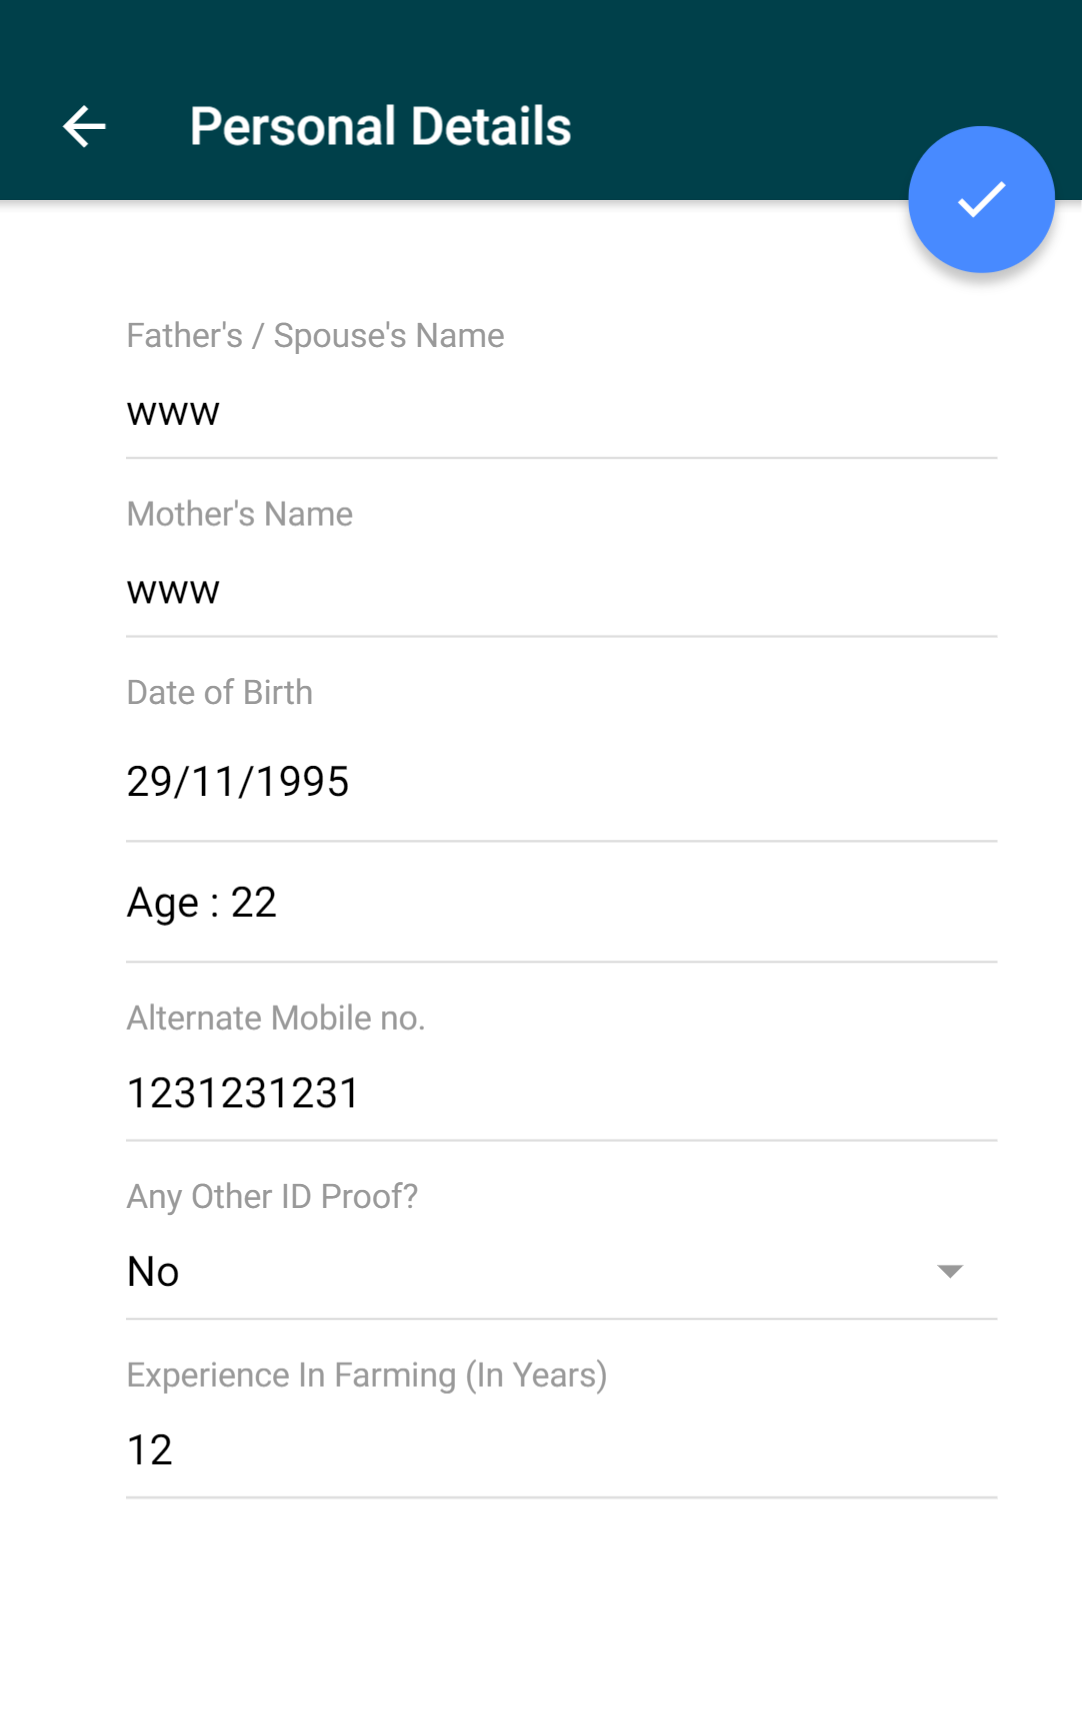 Personal Details
Father's / Spouse's Name
www
Mother's Name
www
Date of Birth
29/11/1995
Age : 22
Alternate Mobile no.
1231231231
Any Other ID Proof?
No
Experience In Farming (In Years)
12